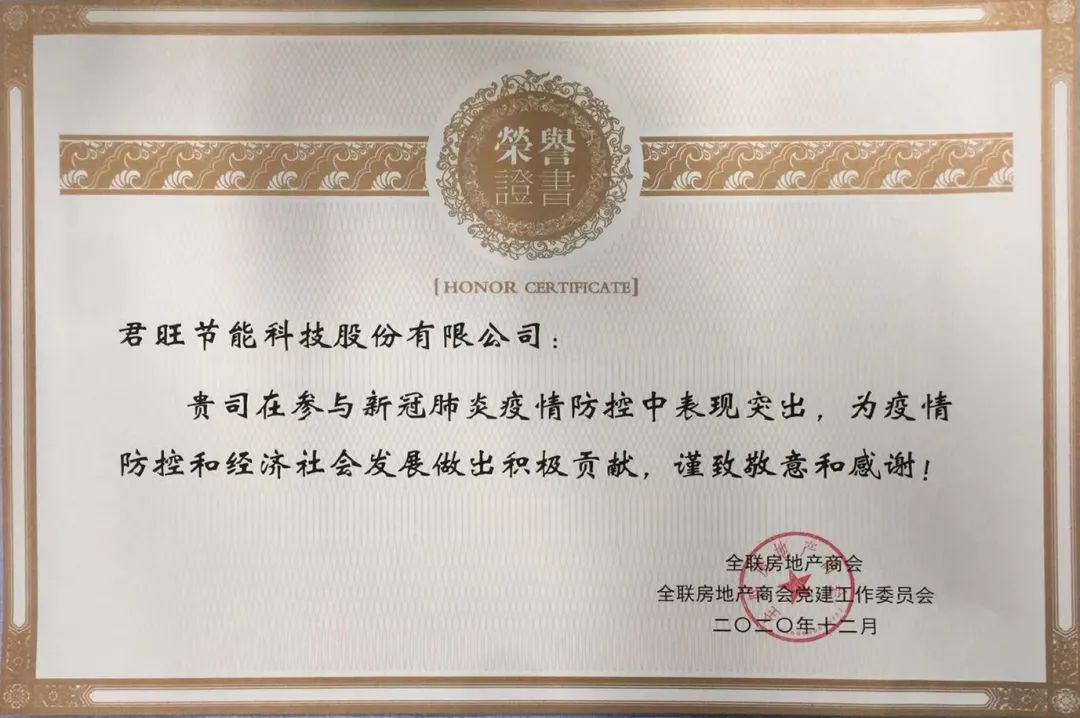 榮譽
證書
[HONOR CERTIFICATE]
君旺节能科技股份有限公司：
贵司在参与新冠肺炎疫情防控中表现突出，为疫情
防控和经济社会发展做出积极贡献，谨致敬意和感谢！
全联房地产商会
全联房地产商会党建工作委员会
二〇二〇年十二月